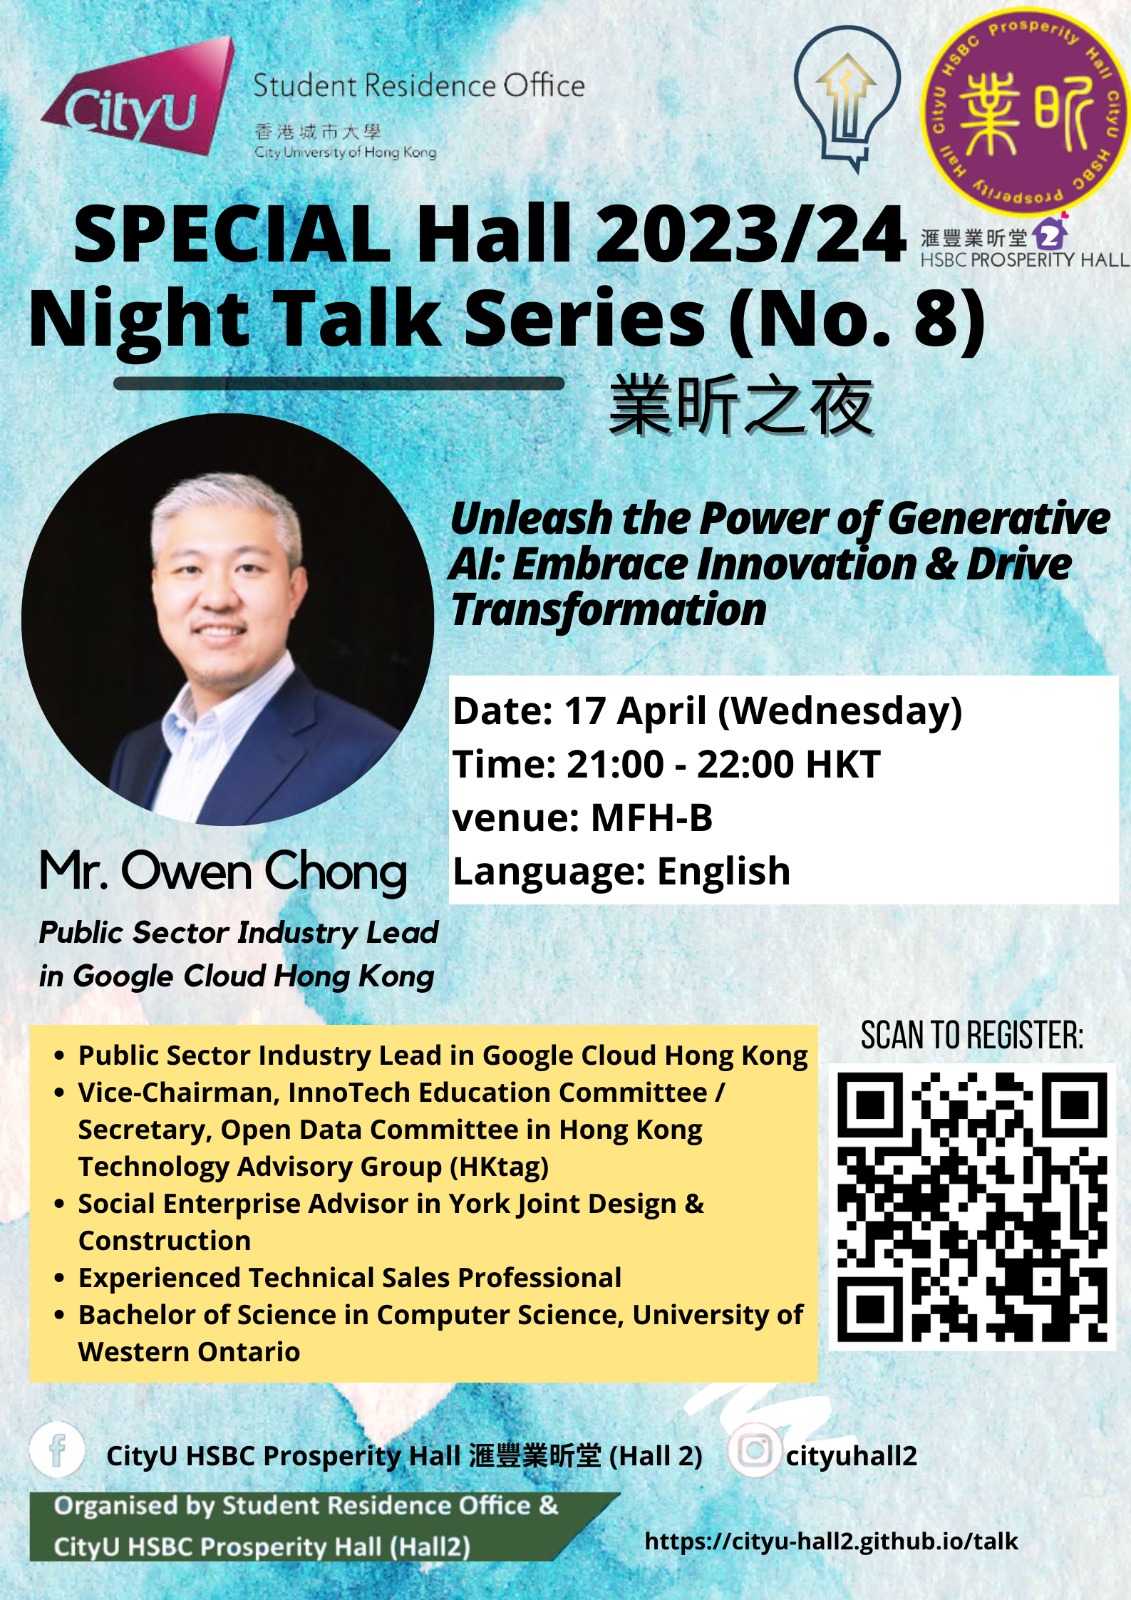 CityU
Student Residence Office
香港城市大學
City University of Hong Kong
CityU HSBC Prosperity Hall CityU HSBC Prosperity Hall
業昕
滙豐業昕堂 2
HSBC PROSPERITY HALL
SPECIAL Hall 2023/24
Night Talk Series (No. 8)
業昕之夜
Unleash the Power of Generative
AI: Embrace Innovation & Drive
Transformation
Date: 17 April (Wednesday)
Time: 21:00 - 22:00 HKT
venue: MFH-B
Language: English
Mr. Owen Chong
Public Sector Industry Lead
in Google Cloud Hong Kong
• Public Sector Industry Lead in Google Cloud Hong Kong
• Vice-Chairman, InnoTech Education Committee /
Secretary, Open Data Committee in Hong Kong
Technology Advisory Group (HKtag)
• Social Enterprise Advisor in York Joint Design &
Construction
• Experienced Technical Sales Professional
• Bachelor of Science in Computer Science, University of
Western Ontario
SCAN TO REGISTER:
CityU HSBC Prosperity Hall 滙豐業昕堂 (Hall 2)
cityuhall2
Organised by Student Residence Office &
CityU HSBC Prosperity Hall (Hall2)
https://cityu-hall2.github.io/talk